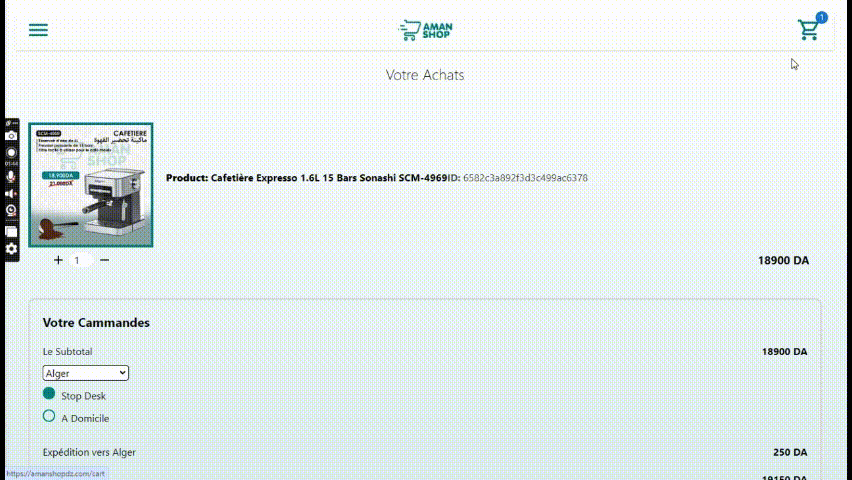 1
AMAN
SHOP
Votre Achats
SCM-4969
CAFETIÈRE
ماكينة تحضير القهوة
18,900DA
21,000DA
Product: Cafetière Expresso 1.6L 15 Bars Sonashi SCM-4969ID: 6582c3a892f3d3c499ac6378
+ 1 −
18900 DA
Votre Cammandes
Le Subtotal
18900 DA
Alger
Stop Desk
A Domicile
Expédition vers Alger
250 DA
19150 DA
https://amanshopdz.com/cart